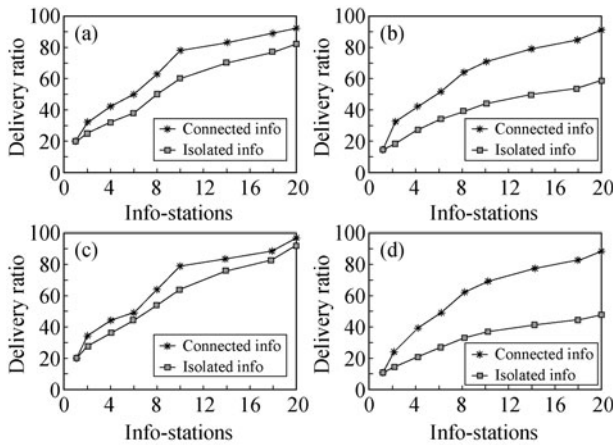 (a)
Delivery ratio
100
80
60
40
20
0
Connected info
Isolated info
0 4 8 12 16 20
Info-stations
(b)
Delivery ratio
100
80
60
40
20
0
Connected info
Isolated info
0 4 8 12 16 20
Info-stations
(c)
Delivery ratio
100
80
60
40
20
0
Connected info
Isolated info
0 4 8 12 16 20
Info-stations
(d)
Delivery ratio
100
80
60
40
20
0
Connected info
Isolated info
0 4 8 12 16 20
Info-stations